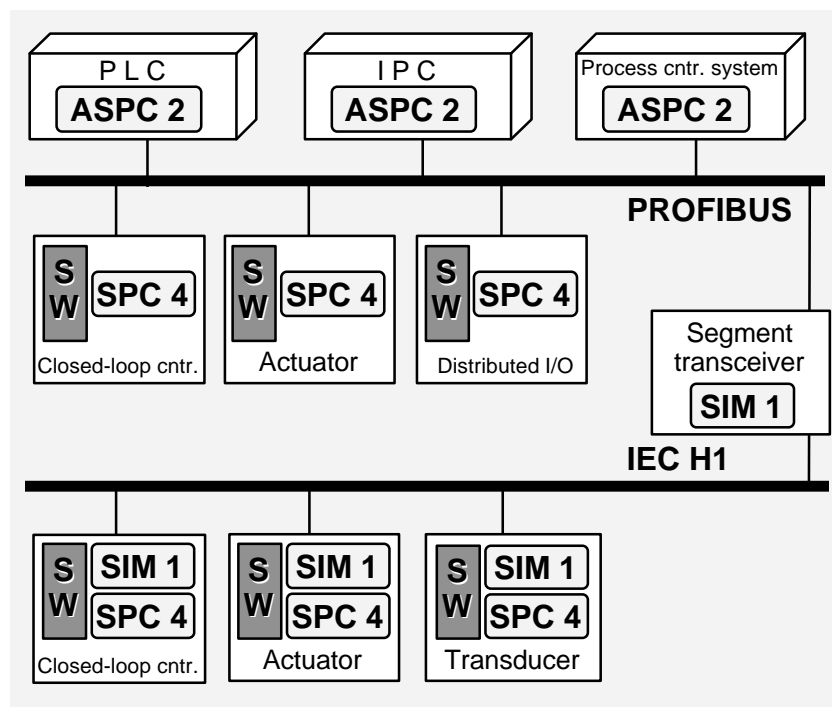 P L C
ASPC 2
I P C
ASPC 2
Process cntr. system
ASPC 2
PROFIBUS
S
W
SPC 4
Closed-loop cntr.
S
W
SPC 4
Actuator
S
W
SPC 4
Distributed I/O
Segment
transceiver
SIM 1
IEC H1
S
W
SIM 1
SPC 4
Closed-loop cntr.
S
W
SIM 1
SPC 4
Actuator
S
W
SIM 1
SPC 4
Transducer